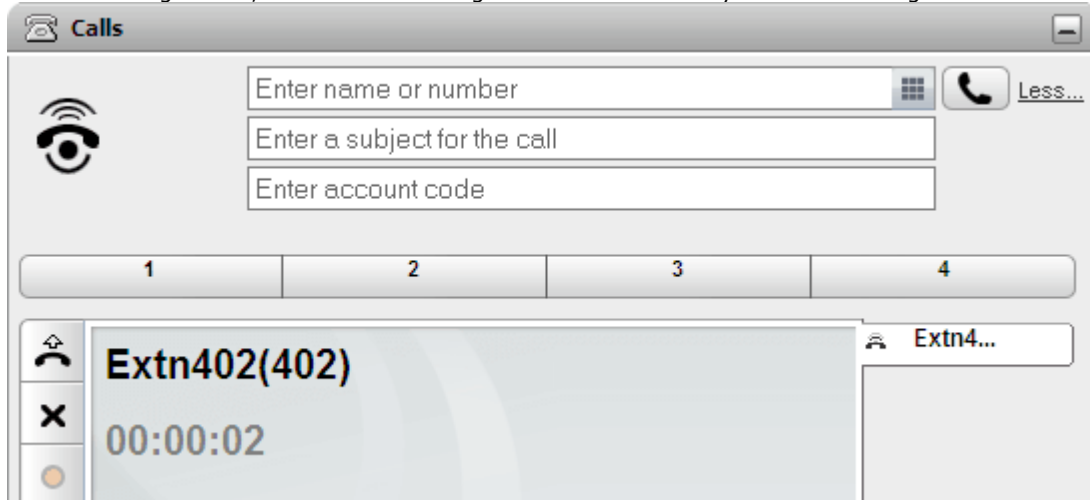 Calls
Enter name or number
Less...
Enter a subject for the call
Enter account code
1 2 3 4
Extn402(402)
Extn4...
00:00:02